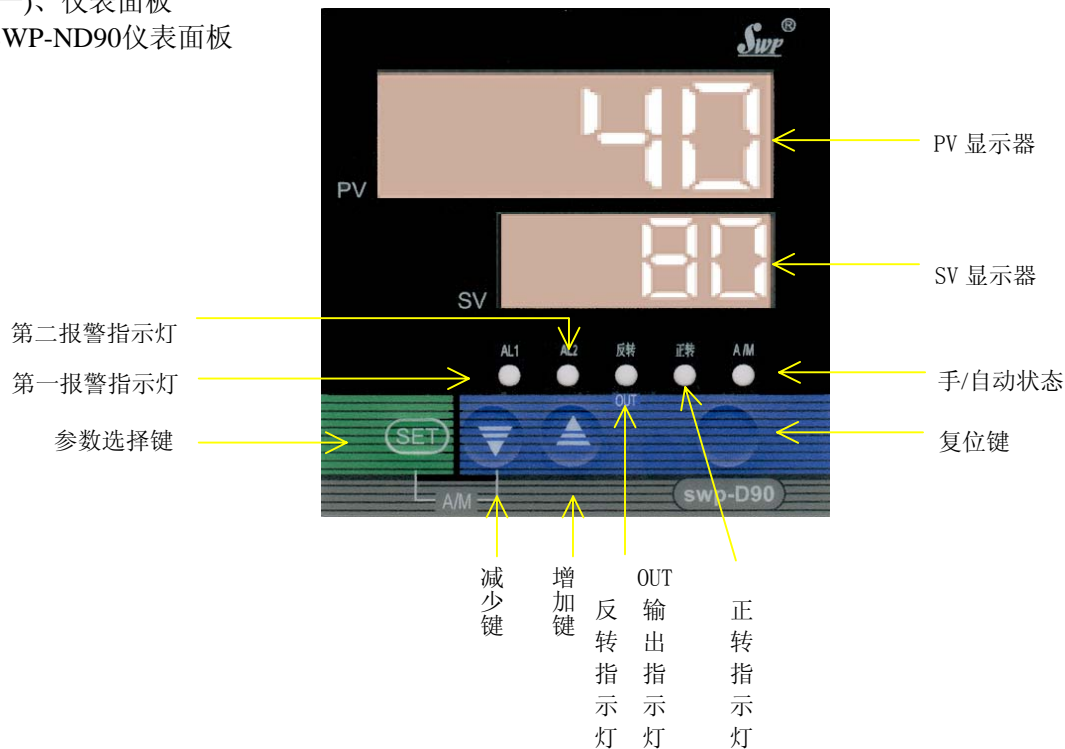 一)、仪表面板
WP-ND90仪表面板
Swp®
40
PV 显示器
PV
80
SV 显示器
SV
第二报警指示灯
AL1
AL2
反转
正转
A/M
第一报警指示灯
手/自动状态
OUT
参数选择键
SET
复位键
A/M
swp-D90
减少键
增加键
反转指示灯
OUT输出指示灯
正转指示灯